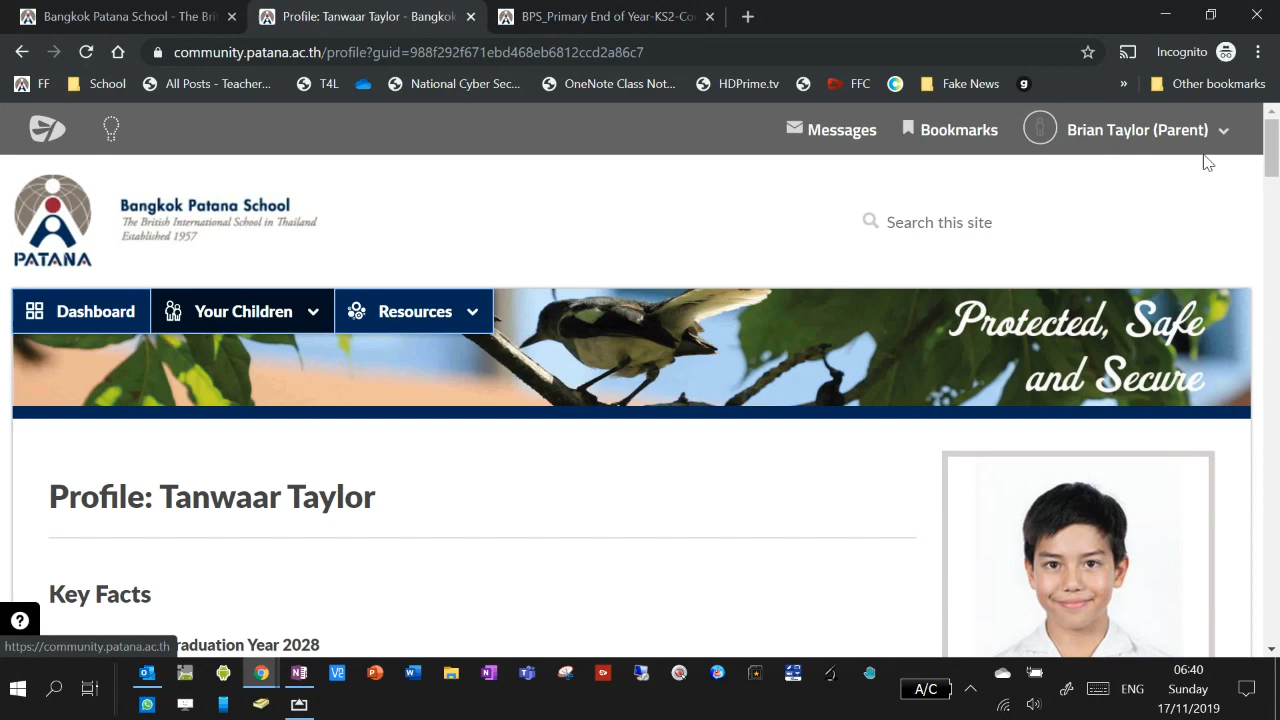 Bangkok Patana School - The Bri
Profile: Tanwaar Taylor - Bangkok
BPS_Primary End of Year-KS2-Co
community.patana.ac.th/profile?guid=988f292f671ebd468eb6812ccd2a86c7
Incognito
FF
School
All Posts - Teacher...
T4L
National Cyber Sec...
OneNote Class Not...
HDPrime.tv
FFC
Fake News
g
»
Other bookmarks
Messages
Bookmarks
Brian Taylor (Parent)
PATANA
Bangkok Patana School
The British International School in Thailand
Established 1957
Search this site
Dashboard
Your Children
Resources
Protected, Safe
and Secure
Profile: Tanwaar Taylor
Key Facts
raduation Year 2028
https://community.patana.ac.th
A/C
ENG
06:40
Sunday
17/11/2019